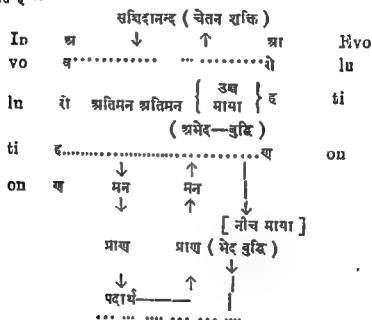 सच्चिदानन्द ( चेतन शक्ति )
In अ ↓ ↑ आ Evo
vo व ............ ... ........ रो lu
lu रो अतिमन अतिमन { उच्च माया } ह ti
( अभेद—बुद्धि )
ti ह ........................ ण on
on ण मन मन
[ नीच माया ]
प्राण प्राण ( भेद बुद्धि )
पदार्थ———